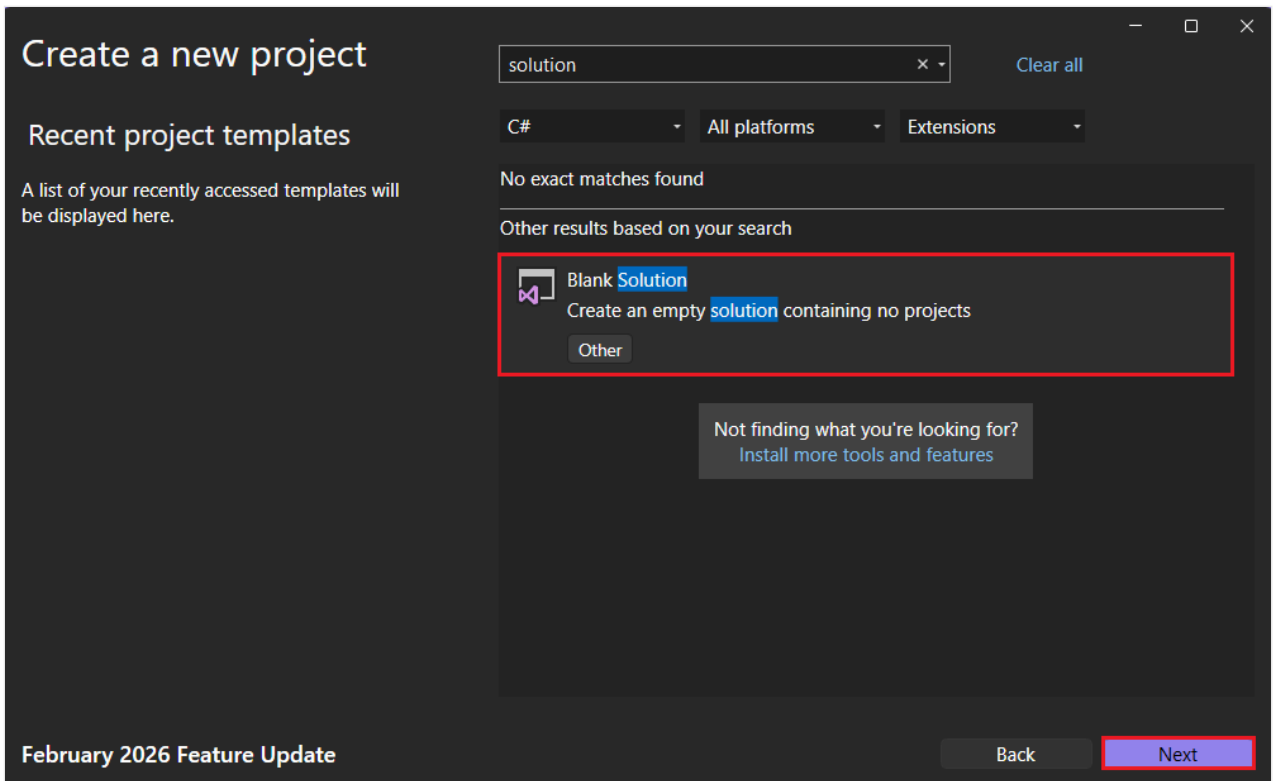 Create a new project
Recent project templates
A list of your recently accessed templates will
be displayed here.
solution
Clear all
C#
All platforms
Extensions
No exact matches found
Other results based on your search
Blank Solution
Create an empty solution containing no projects
Other
Not finding what you're looking for?
Install more tools and features
February 2026 Feature Update
Back
Next